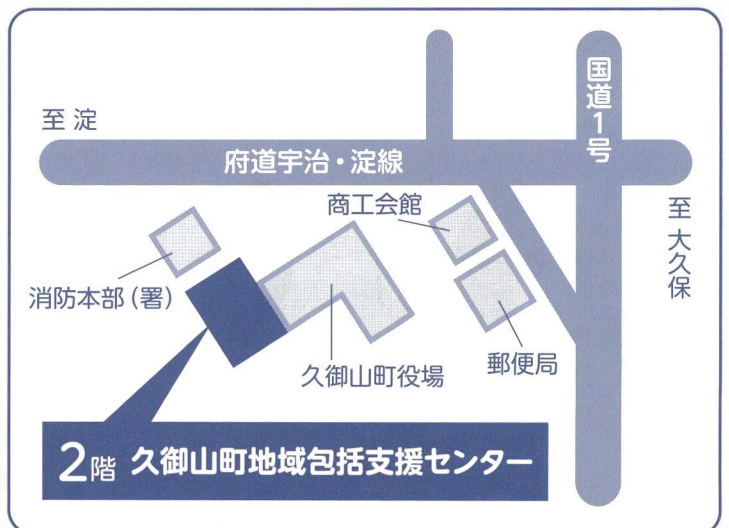 国道1号
至 淀
府道宇治・淀線
商工会館
至 大久保
消防本部（署）
久御山町役場
郵便局
2階 久御山町地域包括支援センター